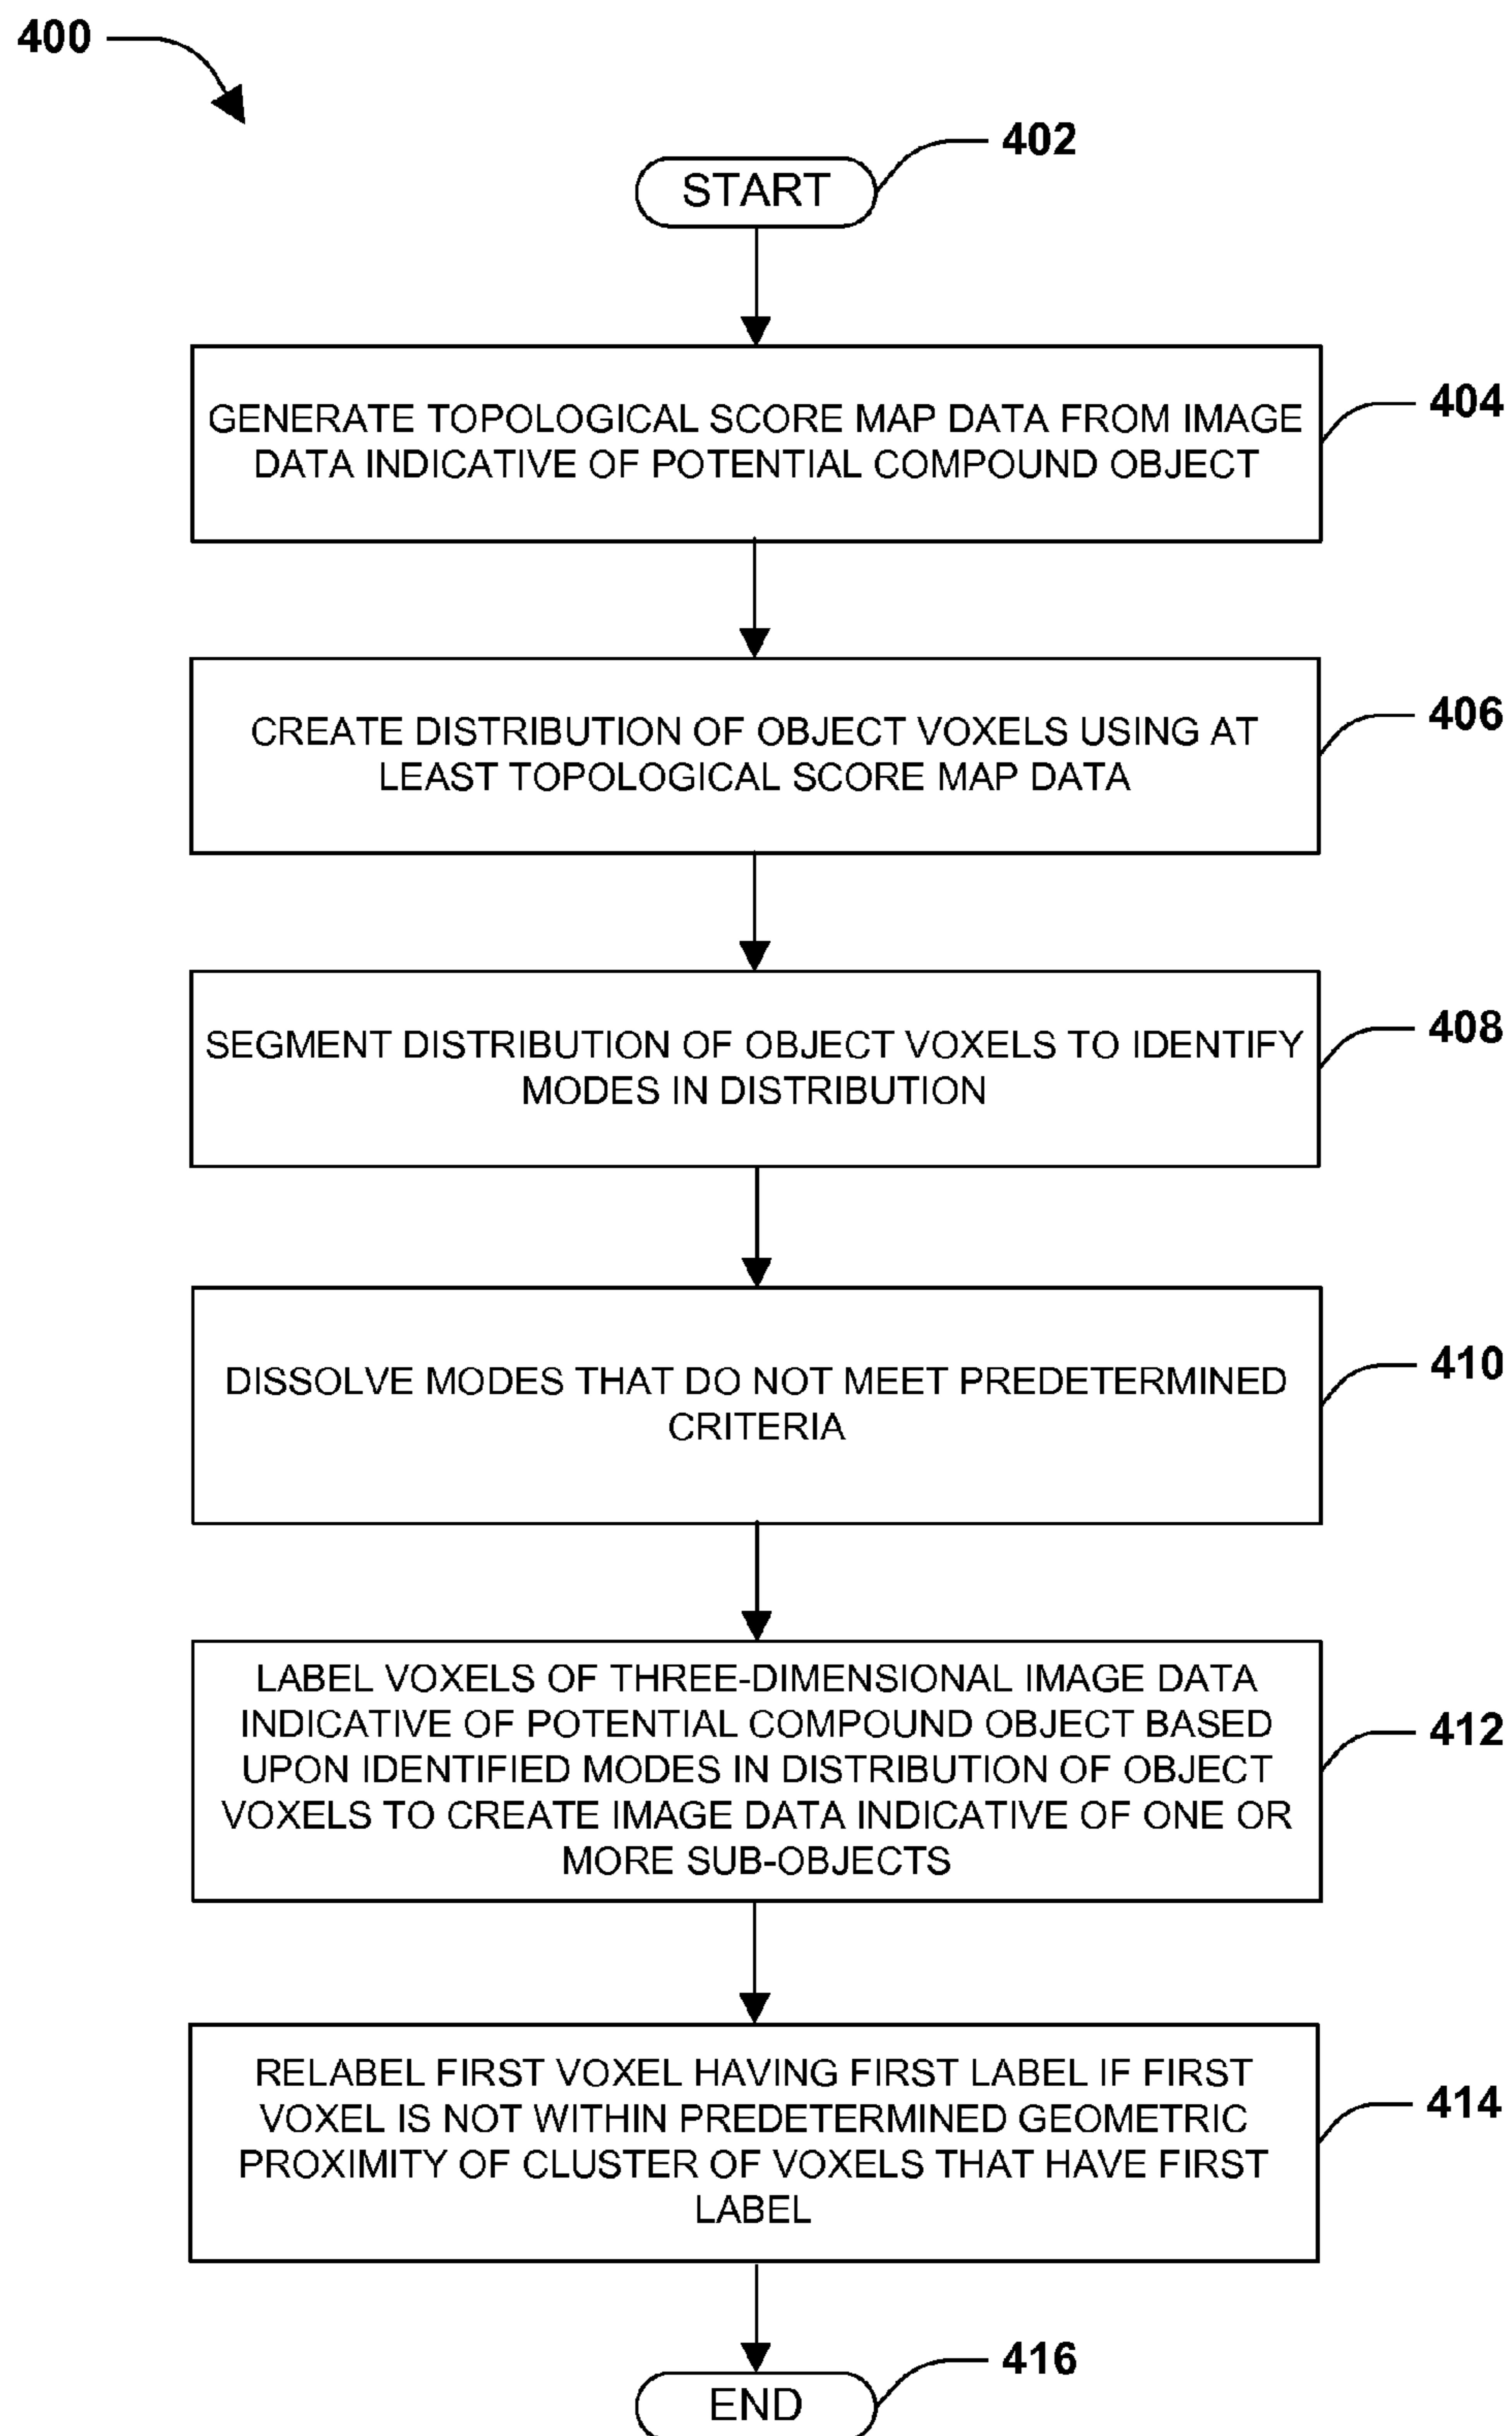 400
402
START
GENERATE TOPOLOGICAL SCORE MAP DATA FROM IMAGE
DATA INDICATIVE OF POTENTIAL COMPOUND OBJECT
404
CREATE DISTRIBUTION OF OBJECT VOXELS USING AT
LEAST TOPOLOGICAL SCORE MAP DATA
406
SEGMENT DISTRIBUTION OF OBJECT VOXELS TO IDENTIFY
MODES IN DISTRIBUTION
408
DISSOLVE MODES THAT DO NOT MEET PREDETERMINED
CRITERIA
410
LABEL VOXELS OF THREE-DIMENSIONAL IMAGE DATA
INDICATIVE OF POTENTIAL COMPOUND OBJECT BASED
UPON IDENTIFIED MODES IN DISTRIBUTION OF OBJECT
VOXELS TO CREATE IMAGE DATA INDICATIVE OF ONE OR
MORE SUB-OBJECTS
412
RELABEL FIRST VOXEL HAVING FIRST LABEL IF FIRST
VOXEL IS NOT WITHIN PREDETERMINED GEOMETRIC
PROXIMITY OF CLUSTER OF VOXELS THAT HAVE FIRST
LABEL
414
416
END